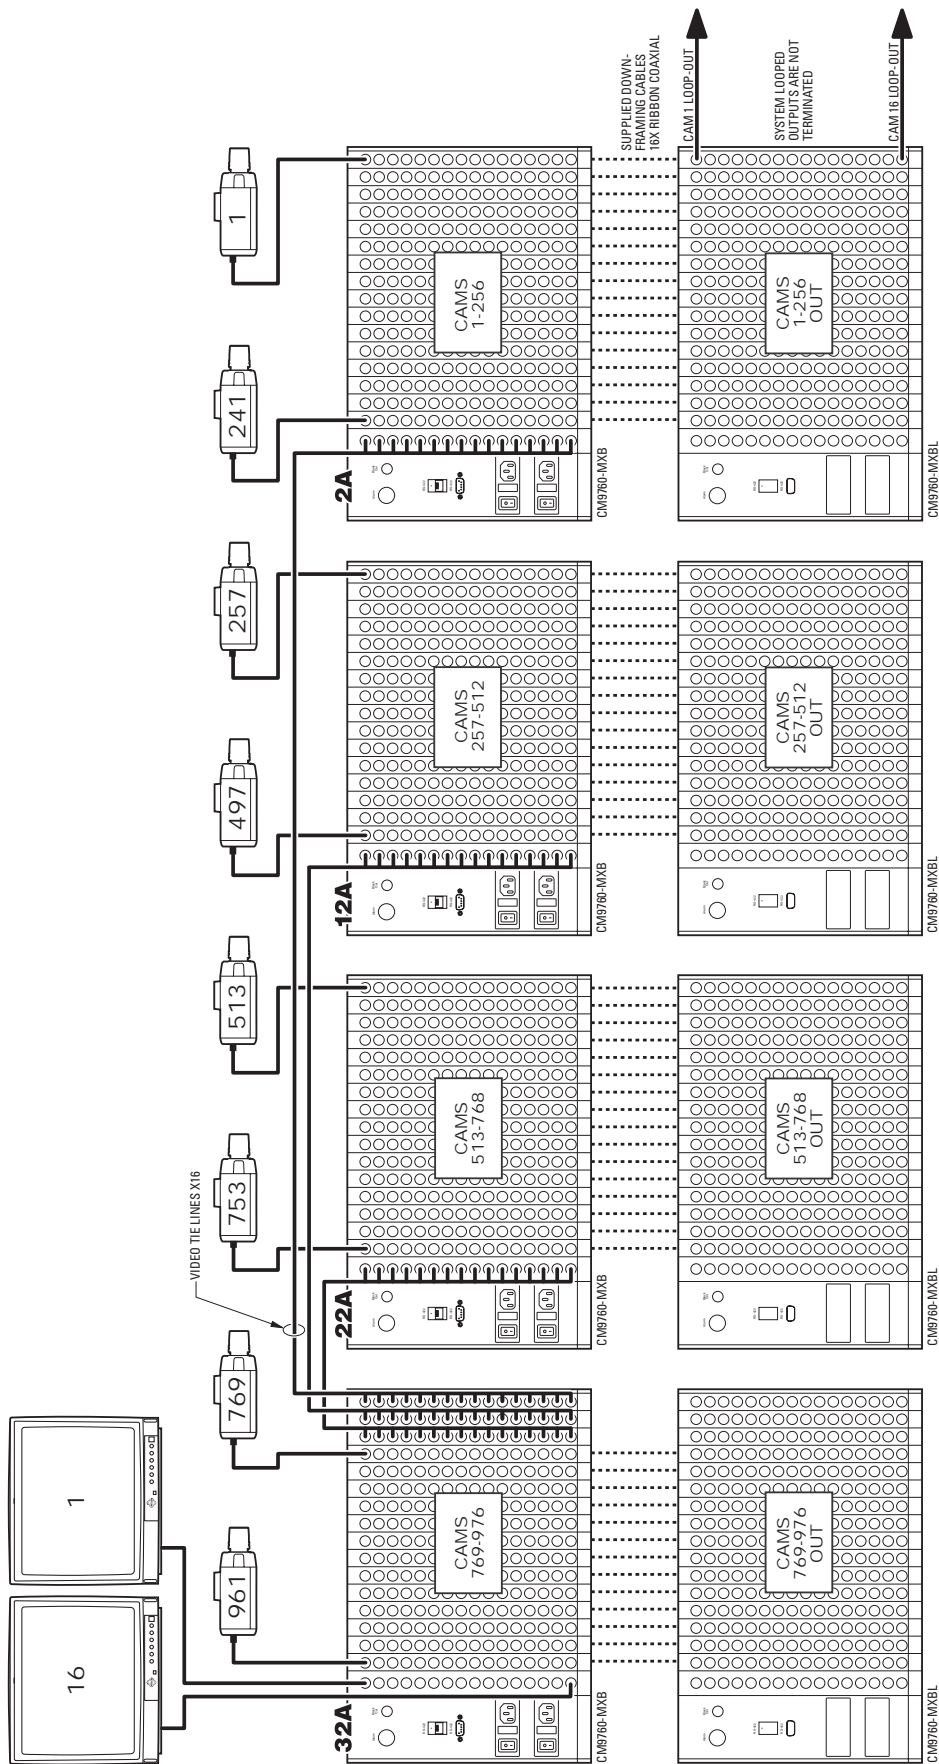 16
1
961
769
753
513
497
257
241
1
VIDEO TIE LINES X16
32A
22A
12A
2A
CAMS
769-976
CAMS
513-768
CAMS
257-512
CAMS
1-256
CM9760-MXB
CM9760-MXB
CM9760-MXB
CM9760-MXB
SUPPLIED DOWN-
FRAMING CABLES
16X RIBBON COAXIAL
CAM 1 LOOP-OUT
SYSTEM LOOPED
OUTPUTS ARE NOT
TERMINATED
CAM 16 LOOP-OUT
CAMS
769-976
OUT
CAMS
513-768
OUT
CAMS
257-512
OUT
CAMS
1-256
OUT
CM9760-MXBL
CM9760-MXBL
CM9760-MXBL
CM9760-MXBL